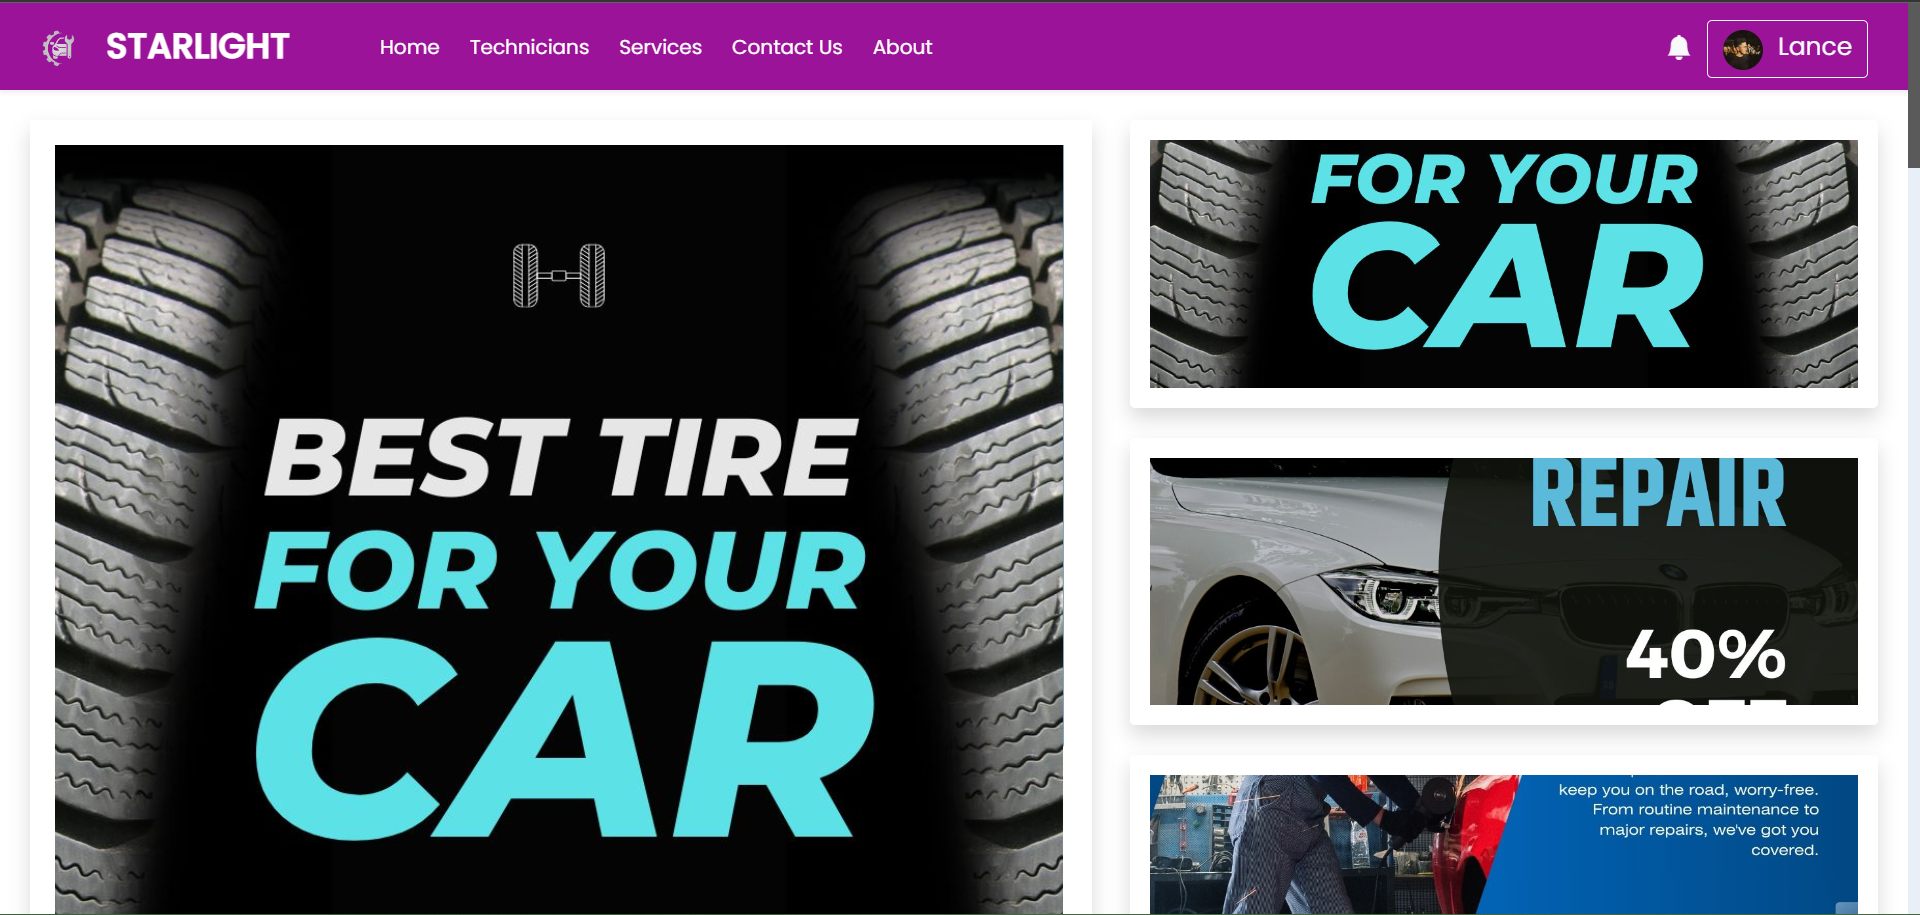 STARLIGHT
Home
Technicians
Services
Contact Us
About
Lance
BEST TIRE
FOR YOUR
CAR
FOR YOUR
CAR
REPAIR
40%
keep you on the road, worry-free.
From routine maintenance to
major repairs, we've got you
covered.